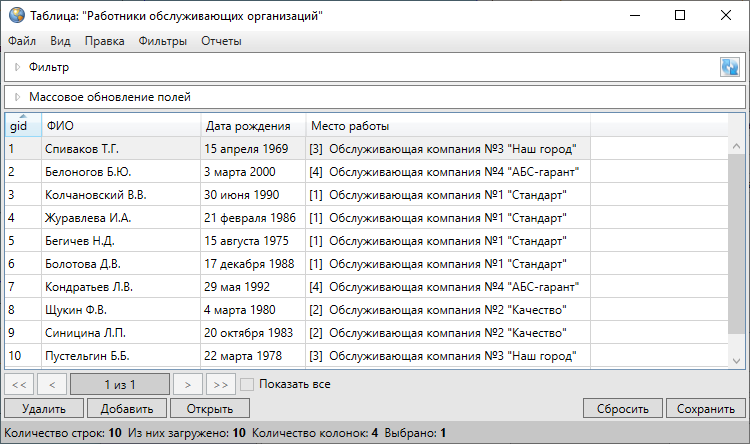 Таблица: "Работники обслуживающих организаций"
Файл Вид Правка Фильтры Отчеты
Фильтр
Массовое обновление полей
gid ФИО Дата рождения Место работы
1 Спиваков Т.Г. 15 апреля 1969 [3] Обслуживающая компания №3 "Наш город"
2 Белоногов Б.Ю. 3 марта 2000 [4] Обслуживающая компания №4 "АБС-гарант"
3 Колчановский В.В. 30 июня 1990 [1] Обслуживающая компания №1 "Стандарт"
4 Журавлева И.А. 21 февраля 1986 [1] Обслуживающая компания №1 "Стандарт"
5 Бегичев Н.Д. 15 августа 1975 [1] Обслуживающая компания №1 "Стандарт"
6 Болотова Д.В. 17 декабря 1988 [1] Обслуживающая компания №1 "Стандарт"
7 Кондратьев Л.В. 29 мая 1992 [4] Обслуживающая компания №4 "АБС-гарант"
8 Щукин Ф.В. 4 марта 1980 [2] Обслуживающая компания №2 "Качество"
9 Синицина Л.П. 20 октября 1983 [2] Обслуживающая компания №2 "Качество"
10 Пустельгин Б.Б. 22 марта 1978 [3] Обслуживающая компания №3 "Наш город"
<< < 1 из 1 > >> Показать все
Удалить Добавить Открыть Сбросить Сохранить
Количество строк: 10 Из них загружено: 10 Количество колонок: 4 Выбрано: 1